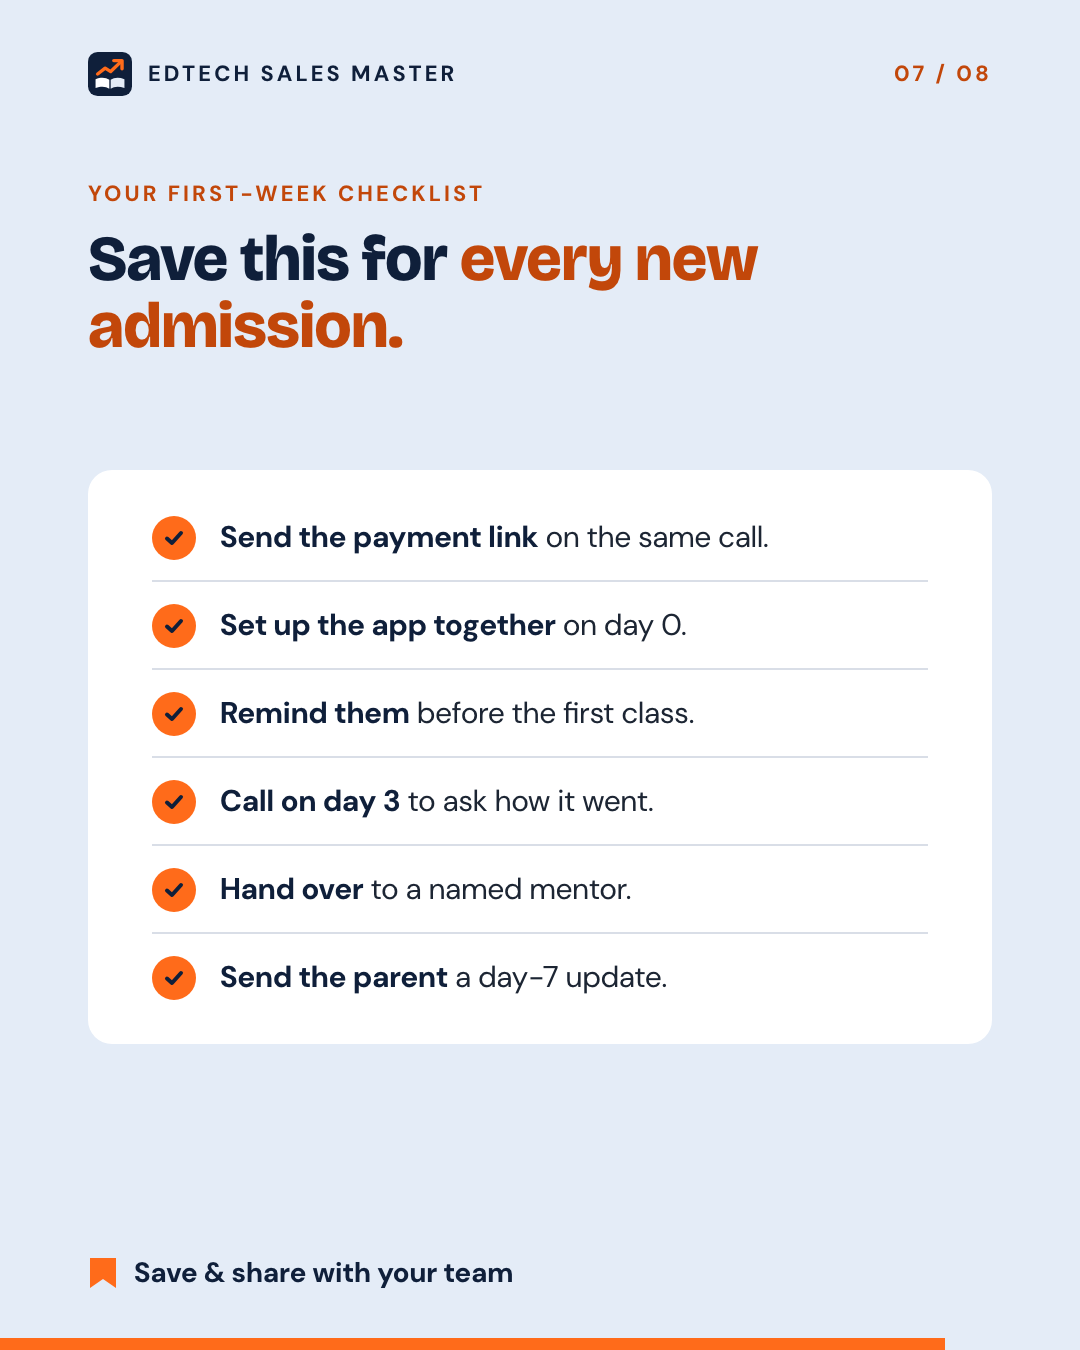 EDTECH SALES MASTER
07 / 08
YOUR FIRST-WEEK CHECKLIST
Save this for every new
admission.
Send the payment link on the same call.
Set up the app together on day 0.
Remind them before the first class.
Call on day 3 to ask how it went.
Hand over to a named mentor.
Send the parent a day-7 update.
Save & share with your team